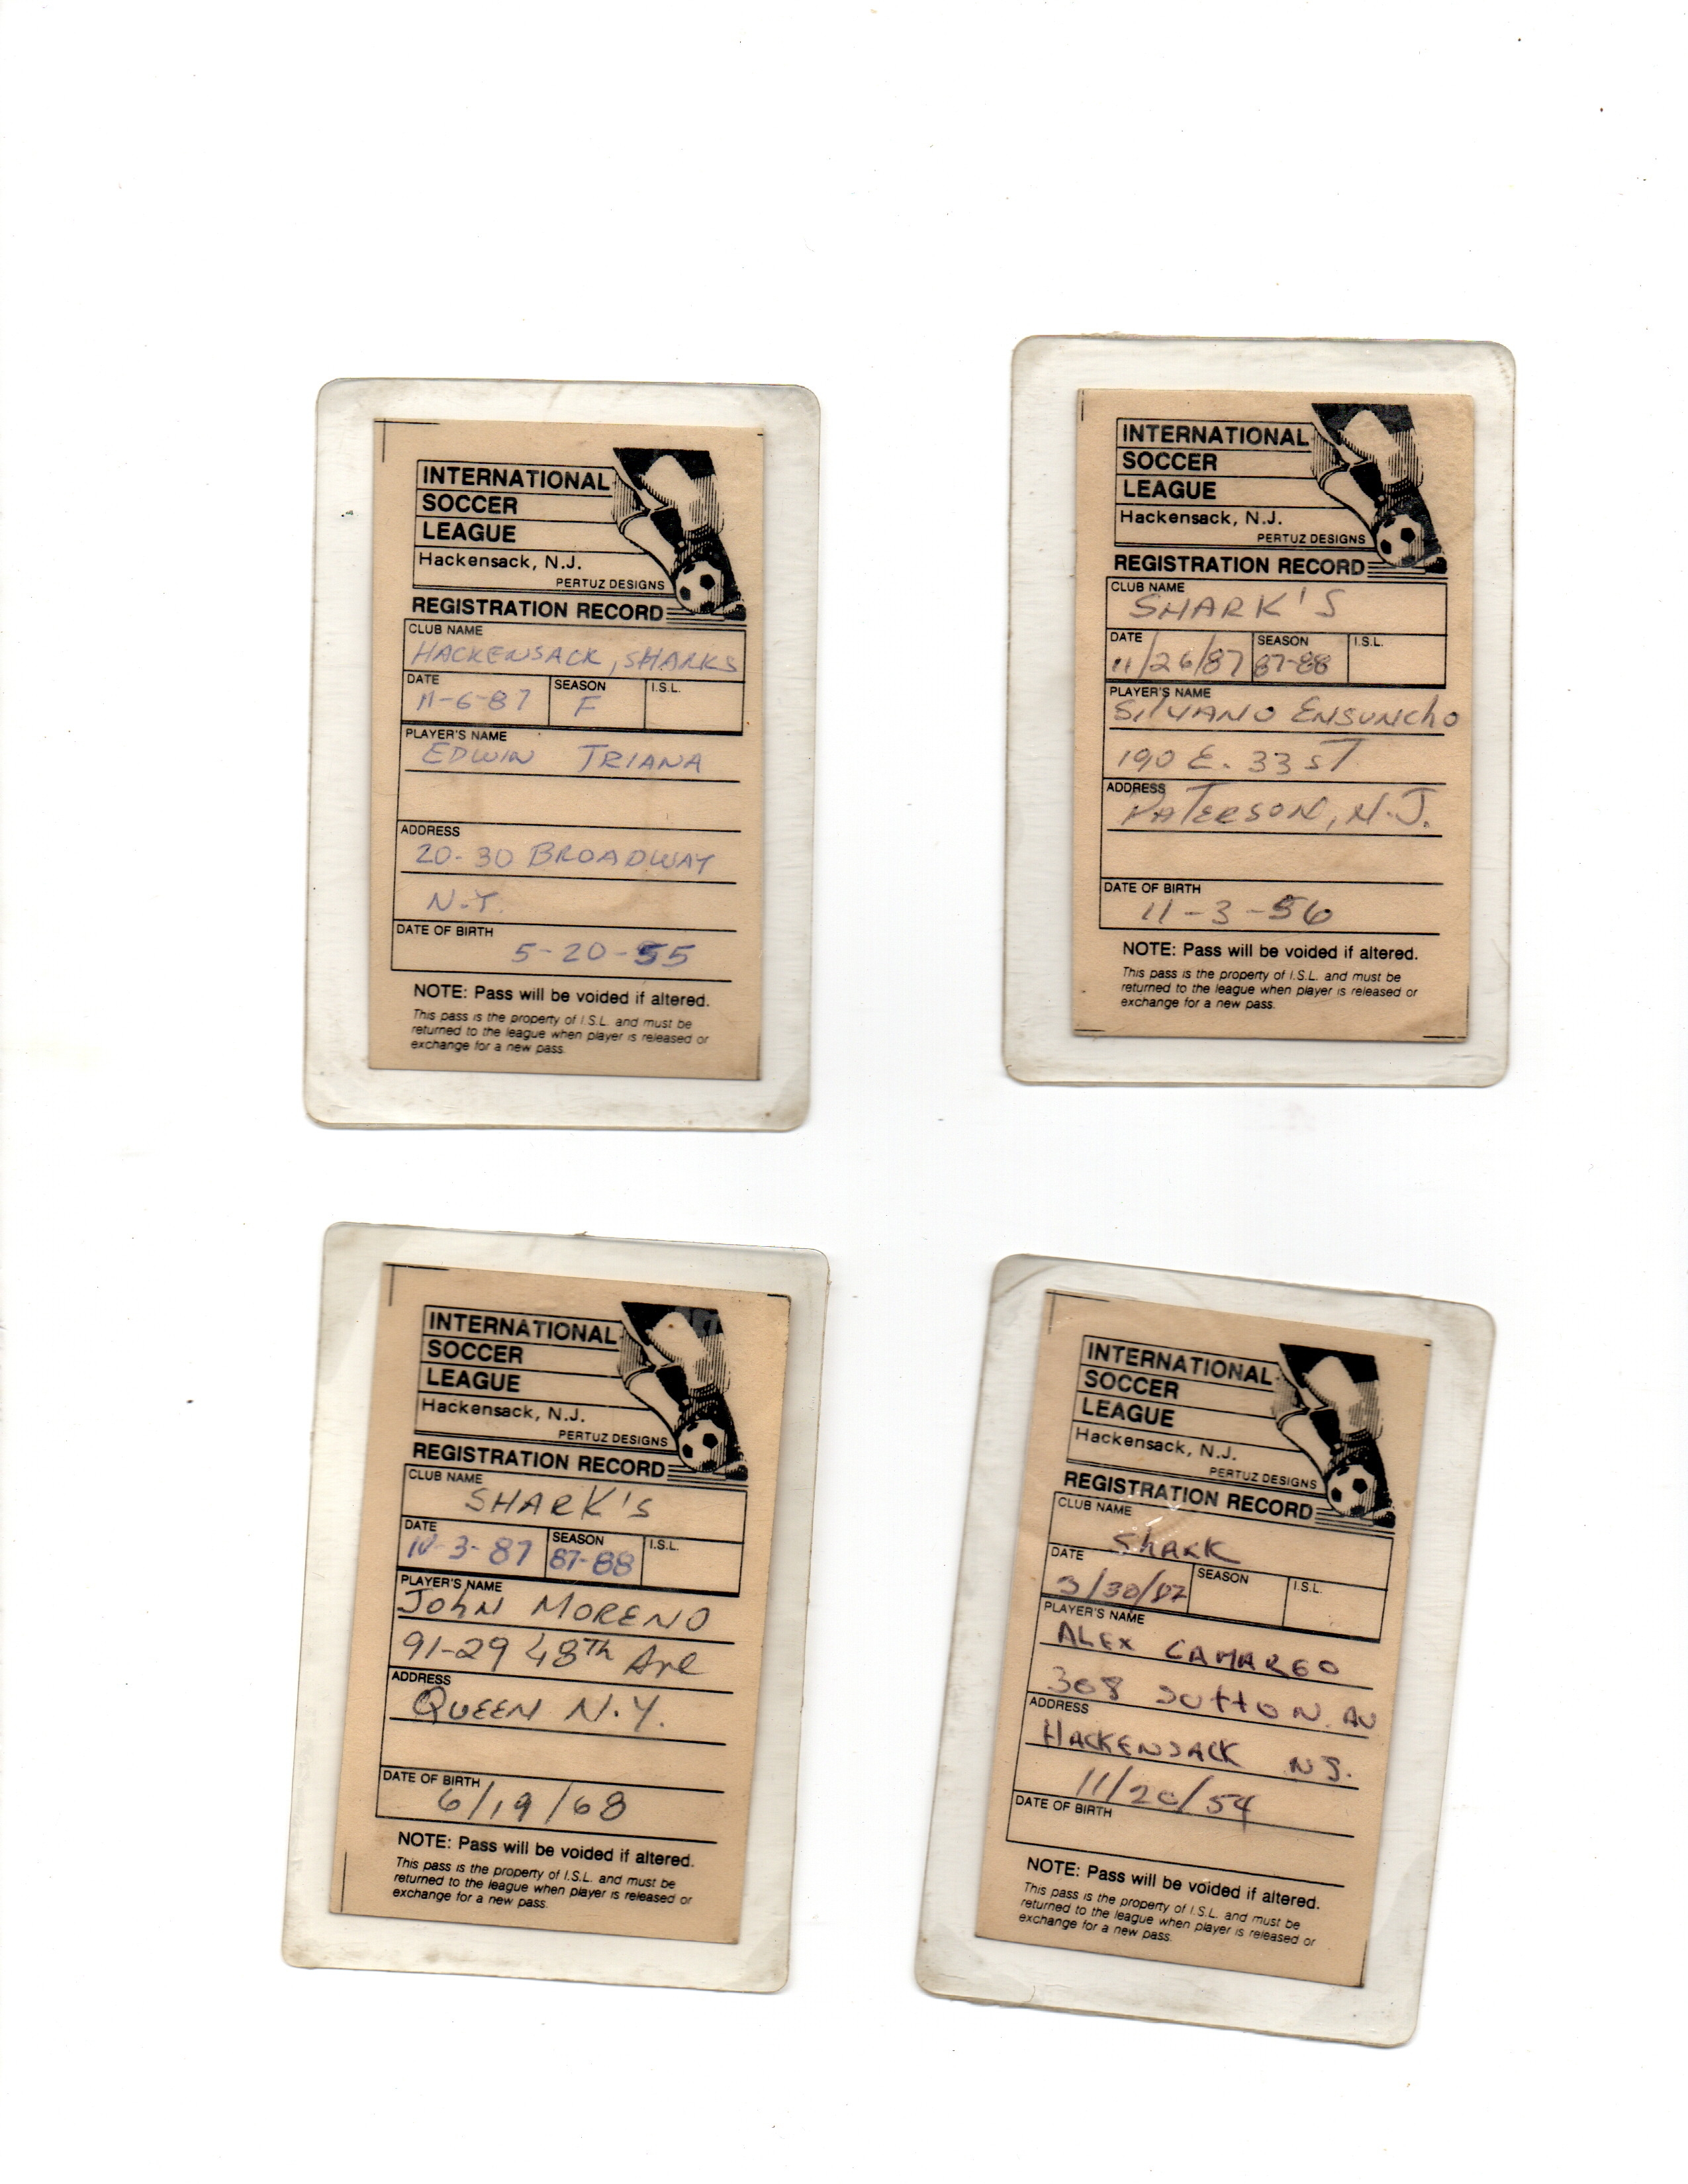 INTERNATIONAL
SOCCER
LEAGUE
Hackensack, N.J.
PERTUZ DESIGNS
REGISTRATION RECORD
CLUB NAME
HACKENSACK, SHARKS
DATE SEASON I.S.L.
11-6-87 F
PLAYER'S NAME
EDWIN TRIANA
ADDRESS
20-30 BROADWAY
N.Y.
DATE OF BIRTH
5-20-55
NOTE: Pass will be voided if altered.
This pass is the property of I.S.L. and must be
returned to the league when player is released or
exchange for a new pass.
INTERNATIONAL
SOCCER
LEAGUE
Hackensack, N.J.
PERTUZ DESIGNS
REGISTRATION RECORD
CLUB NAME
SHARK'S
DATE SEASON I.S.L.
11/26/87 87-88
PLAYER'S NAME
SilVANO ENSUNCho
190 E. 33 ST
ADDRESS
PATERSON, N.J.
DATE OF BIRTH
11-3-56
NOTE: Pass will be voided if altered.
This pass is the property of I.S.L. and must be
returned to the league when player is released or
exchange for a new pass.
INTERNATIONAL
SOCCER
LEAGUE
Hackensack, N.J.
PERTUZ DESIGNS
REGISTRATION RECORD
CLUB NAME
SHARK'S
DATE SEASON I.S.L.
10-3-87 87-88
PLAYER'S NAME
JohN MORENO
91-29 48Th Ave
ADDRESS
QUEEN N.Y.
DATE OF BIRTH
6/19/68
NOTE: Pass will be voided if altered.
This pass is the property of I.S.L. and must be
returned to the league when player is released or
exchange for a new pass.
INTERNATIONAL
SOCCER
LEAGUE
Hackensack, N.J.
PERTUZ DESIGNS
REGISTRATION RECORD
CLUB NAME
ShARK
DATE SEASON I.S.L.
3/30/87
PLAYER'S NAME
ALEX CAMARGO
308 SuttoN. AV
ADDRESS
HACKENSACK NJ.
11/20/54
DATE OF BIRTH
NOTE: Pass will be voided if altered.
This pass is the property of I.S.L. and must be
returned to the league when player is released or
exchange for a new pass.